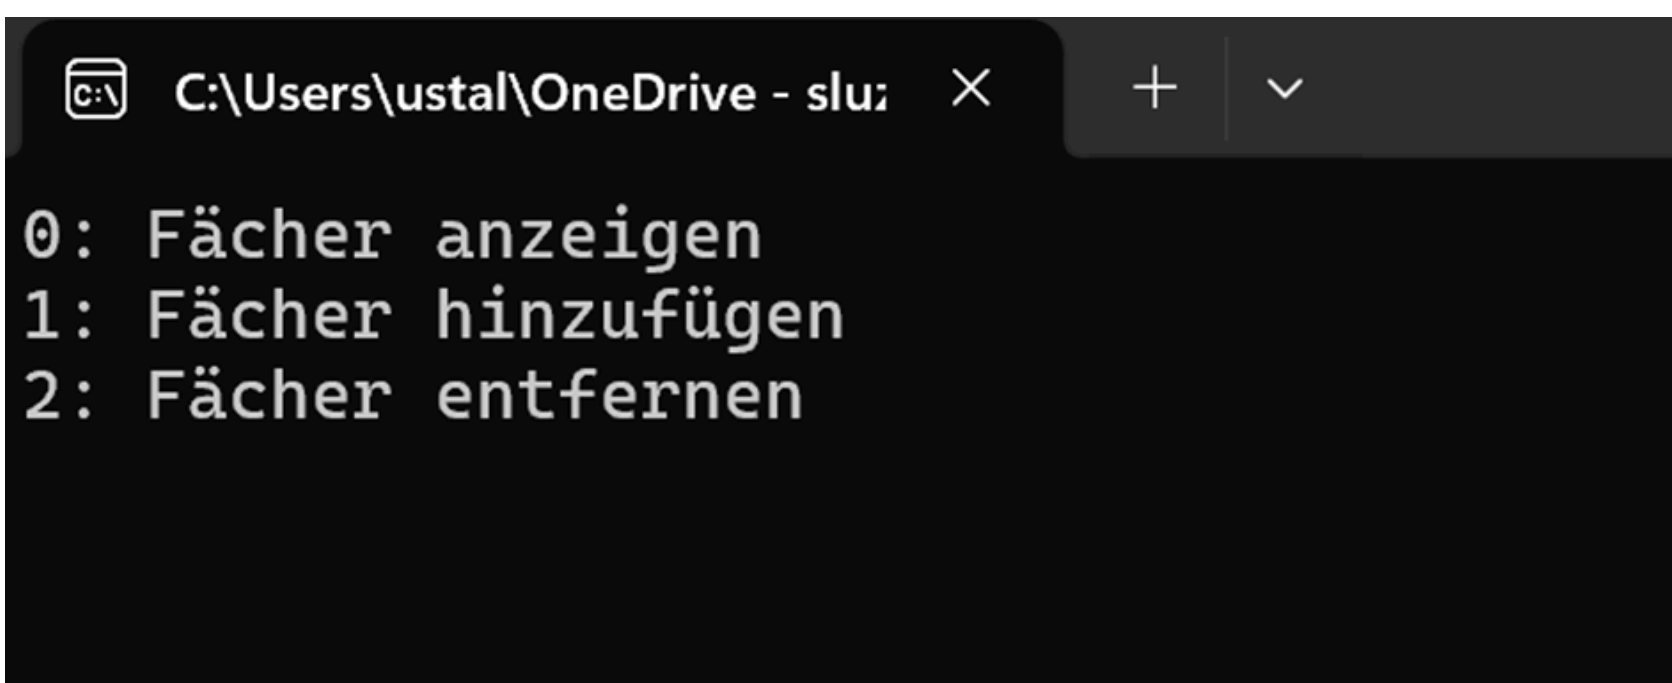 C:\Users\ustal\OneDrive - slu
0: Fächer anzeigen
1: Fächer hinzufügen
2: Fächer entfernen